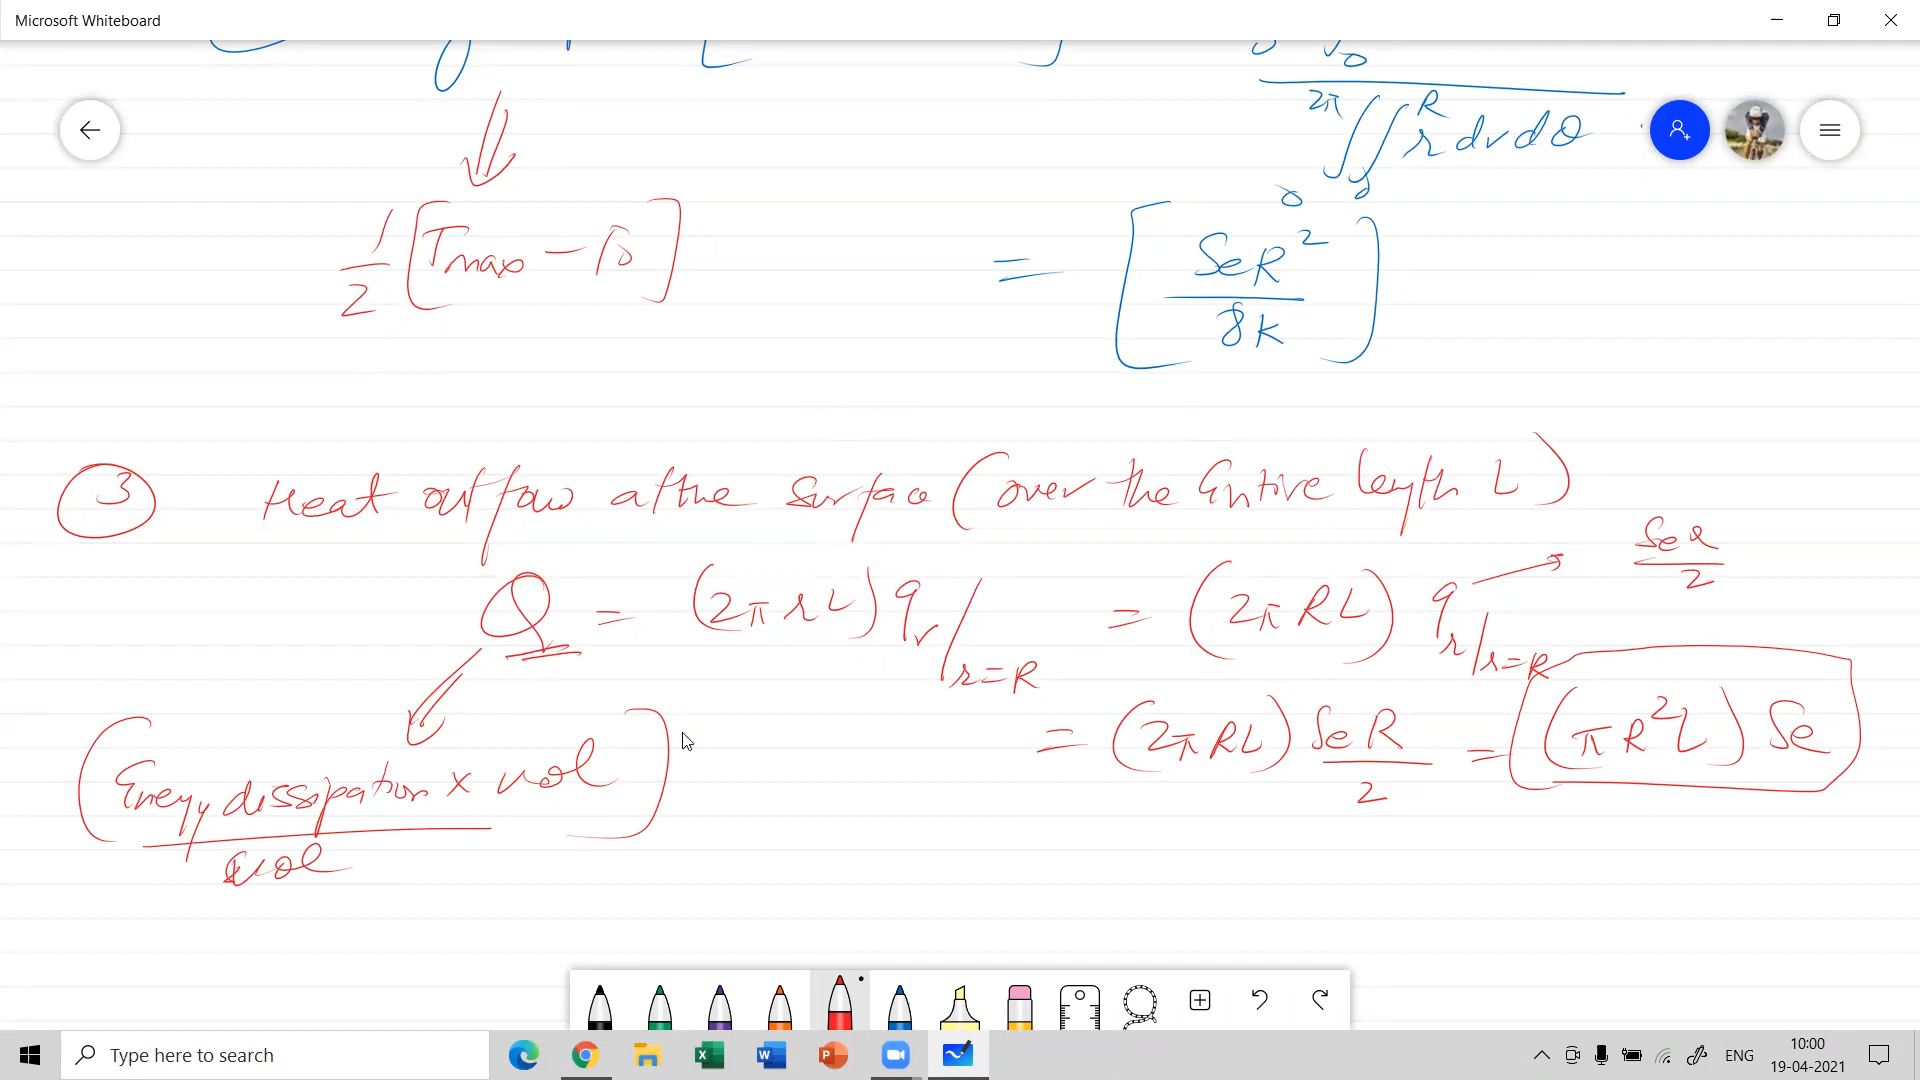 Microsoft Whiteboard
2π R
∫∫ r dr dθ
0 0
1/2 [Tmax − To]
= [SeR²/8k]
3 Heat outflow at the surface (over the Entire length L)
Q = (2πrL) qr/r=R = (2πRL) qr/r=R → SeR/2
= (2πRL) SeR/2 = (πR²L) Se
(Energy dissipation/vol × vol)
Type here to search
ENG
10:00
19-04-2021